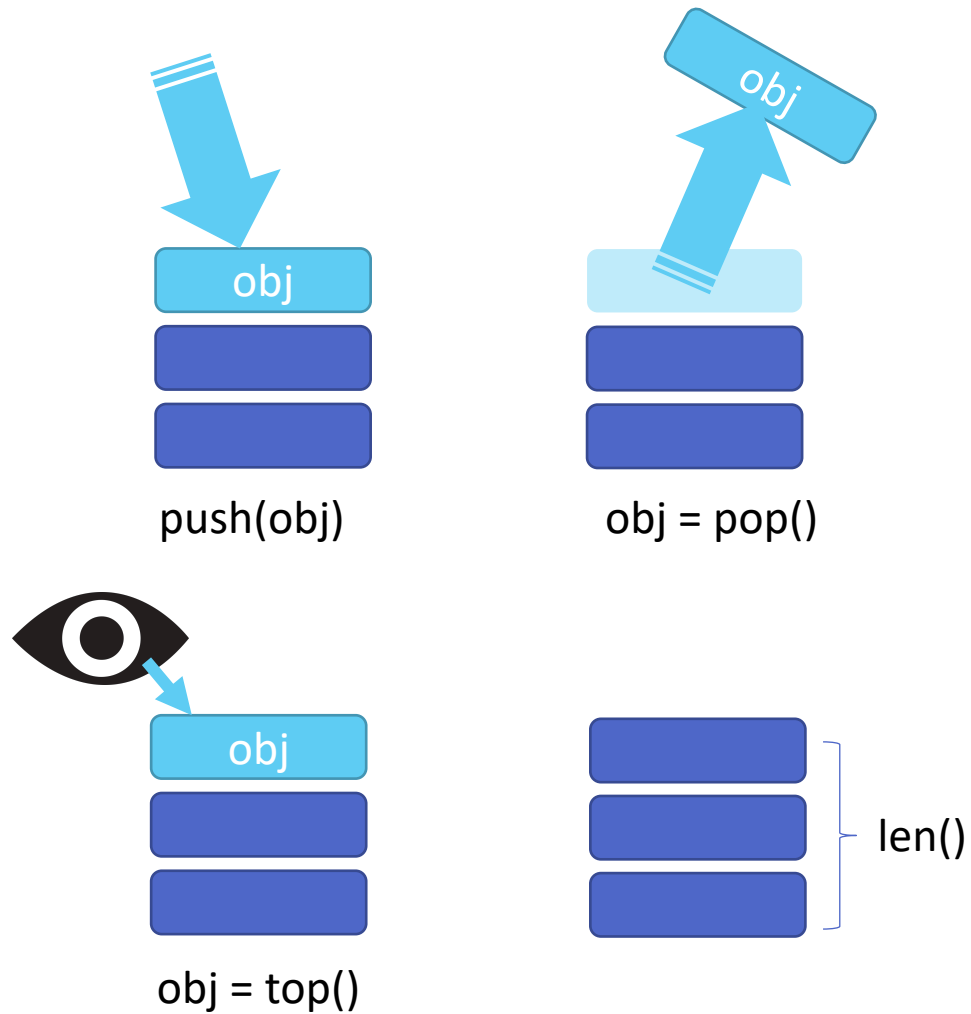 obj
obj
push(obj)
obj = pop()
obj
len()
obj = top()